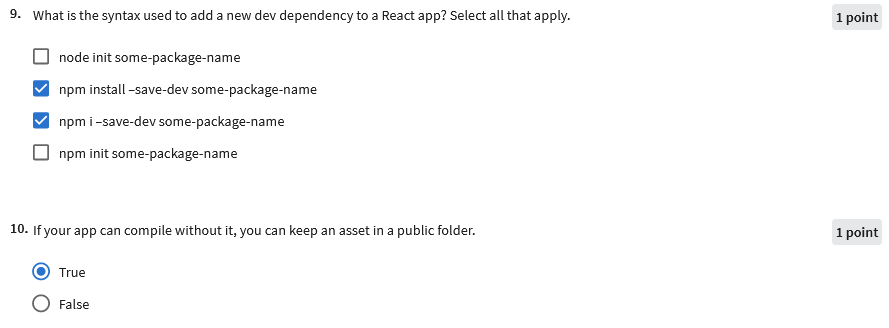 9. What is the syntax used to add a new dev dependency to a React app? Select all that apply.
1 point
node init some-package-name
npm install –save-dev some-package-name
npm i –save-dev some-package-name
npm init some-package-name
10. If your app can compile without it, you can keep an asset in a public folder.
1 point
True
False